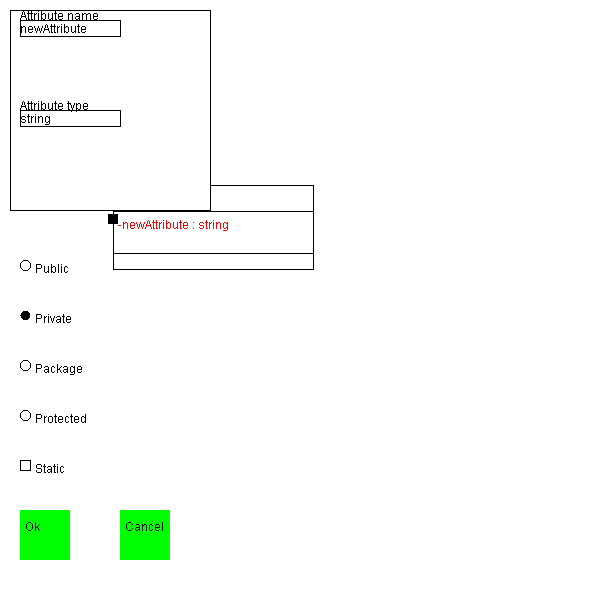 Attribute name
newAttribute
Attribute type
string
-newAttribute : string
Public
Private
Package
Protected
Static
Ok
Cancel